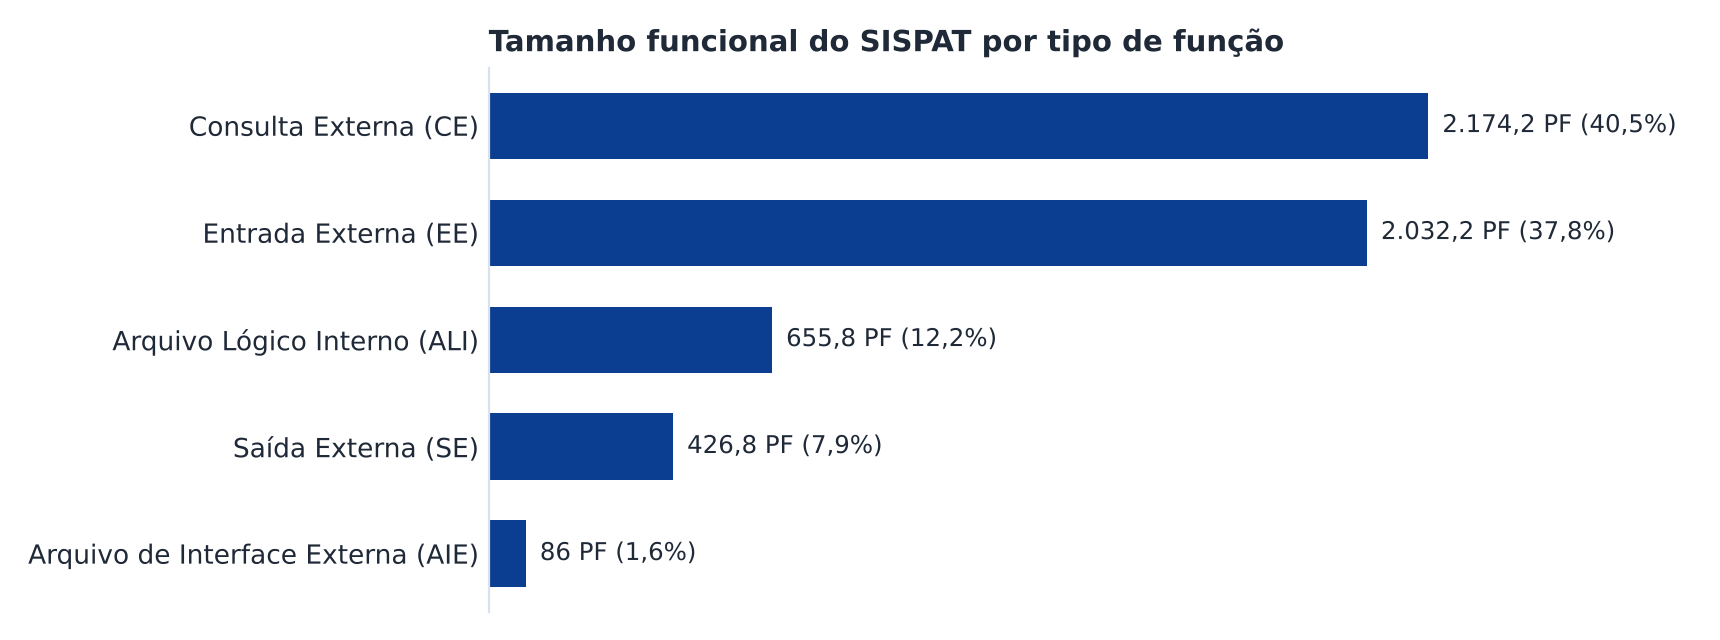 Tamanho funcional do SISPAT por tipo de função
Consulta Externa (CE) 2.174,2 PF (40,5%)
Entrada Externa (EE) 2.032,2 PF (37,8%)
Arquivo Lógico Interno (ALI) 655,8 PF (12,2%)
Saída Externa (SE) 426,8 PF (7,9%)
Arquivo de Interface Externa (AIE) 86 PF (1,6%)